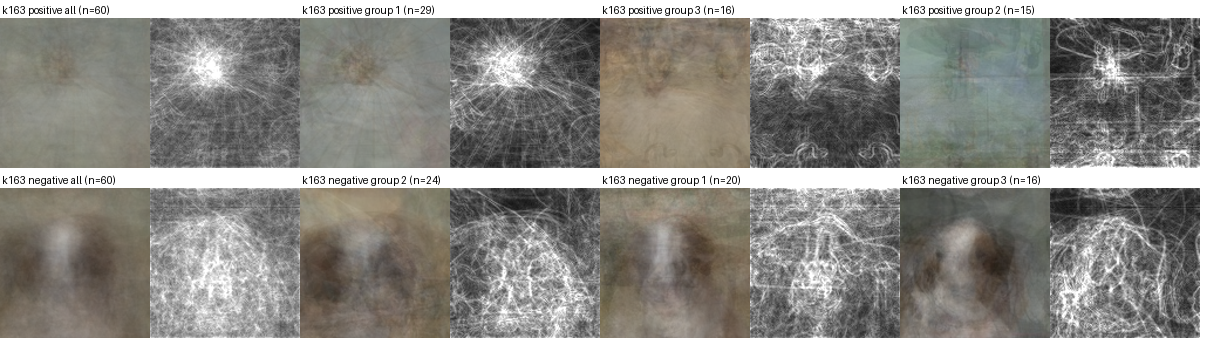 k163 positive all (n=60)
k163 positive group 1 (n=29)
k163 positive group 3 (n=16)
k163 positive group 2 (n=15)
k163 negative all (n=60)
k163 negative group 2 (n=24)
k163 negative group 1 (n=20)
k163 negative group 3 (n=16)